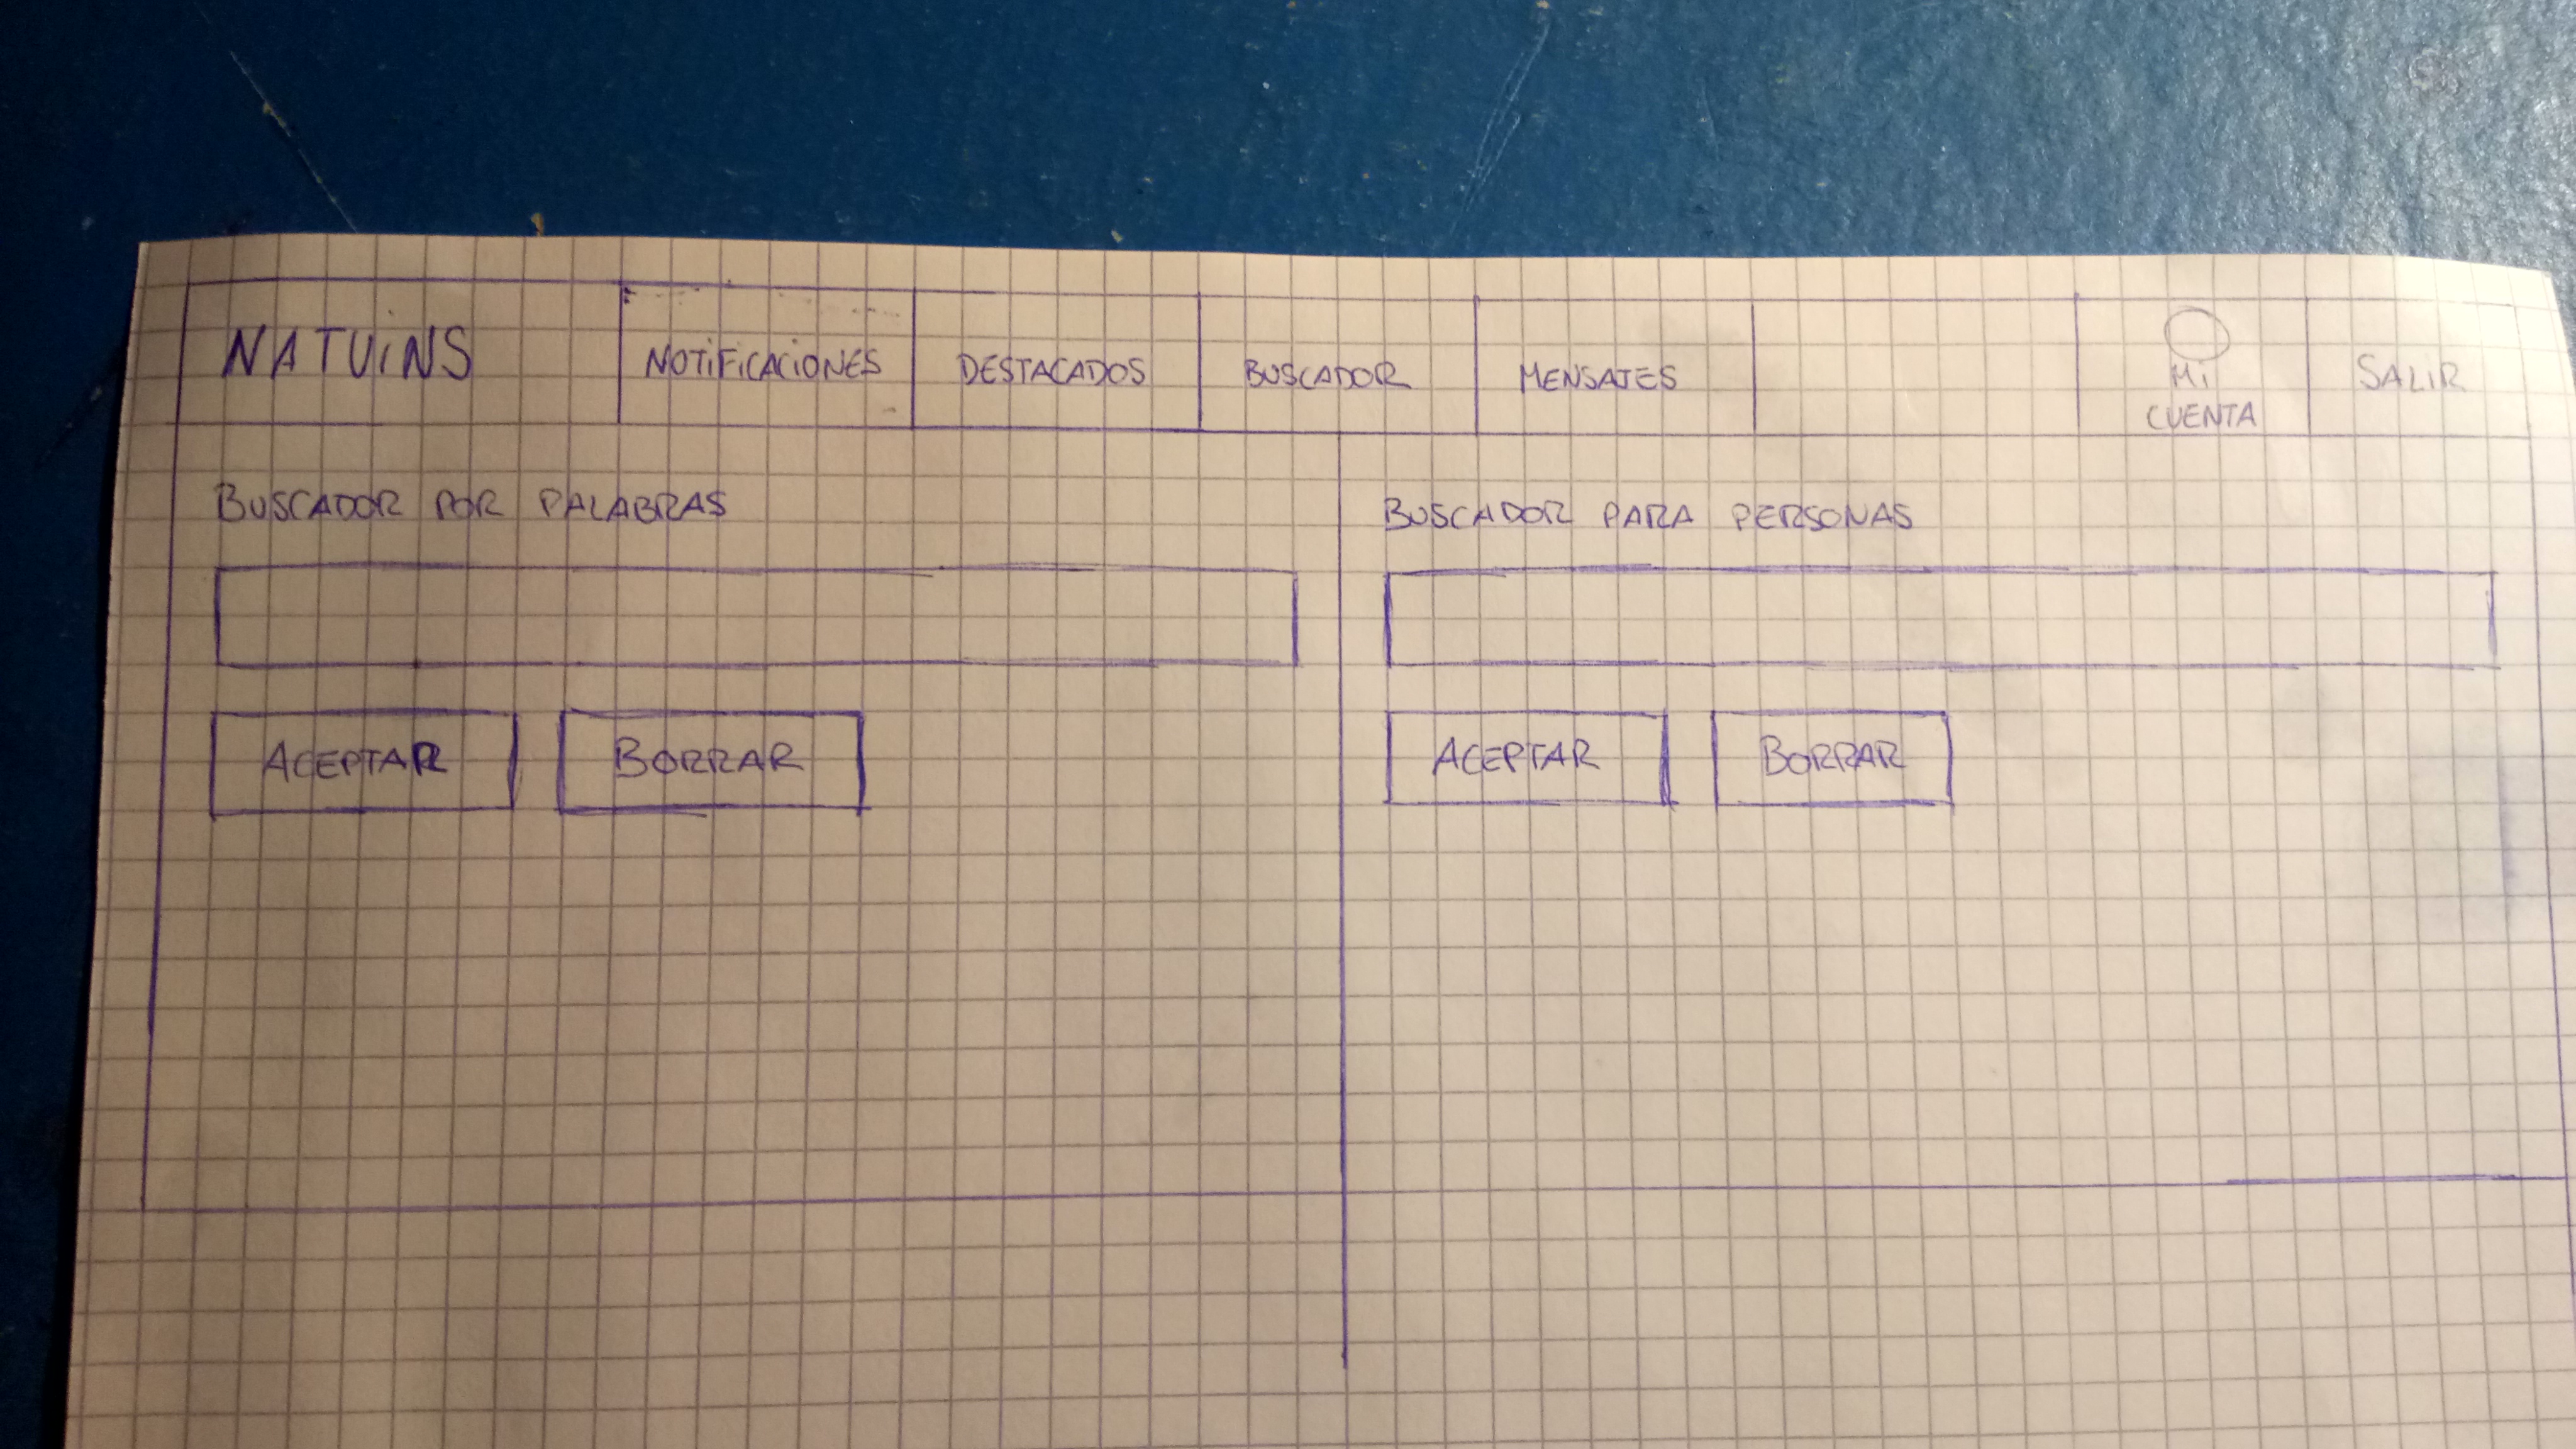 NATUiNS
NOTiFiCACiONES
DESTACADOS
BUSCADOR
MENSAJES
Mi
CUENTA
SALiR
BUSCADOR POR PALABRAS
BUSCADOR PARA PERSONAS
ACEPTAR
BORRAR
ACEPTAR
BORRAR